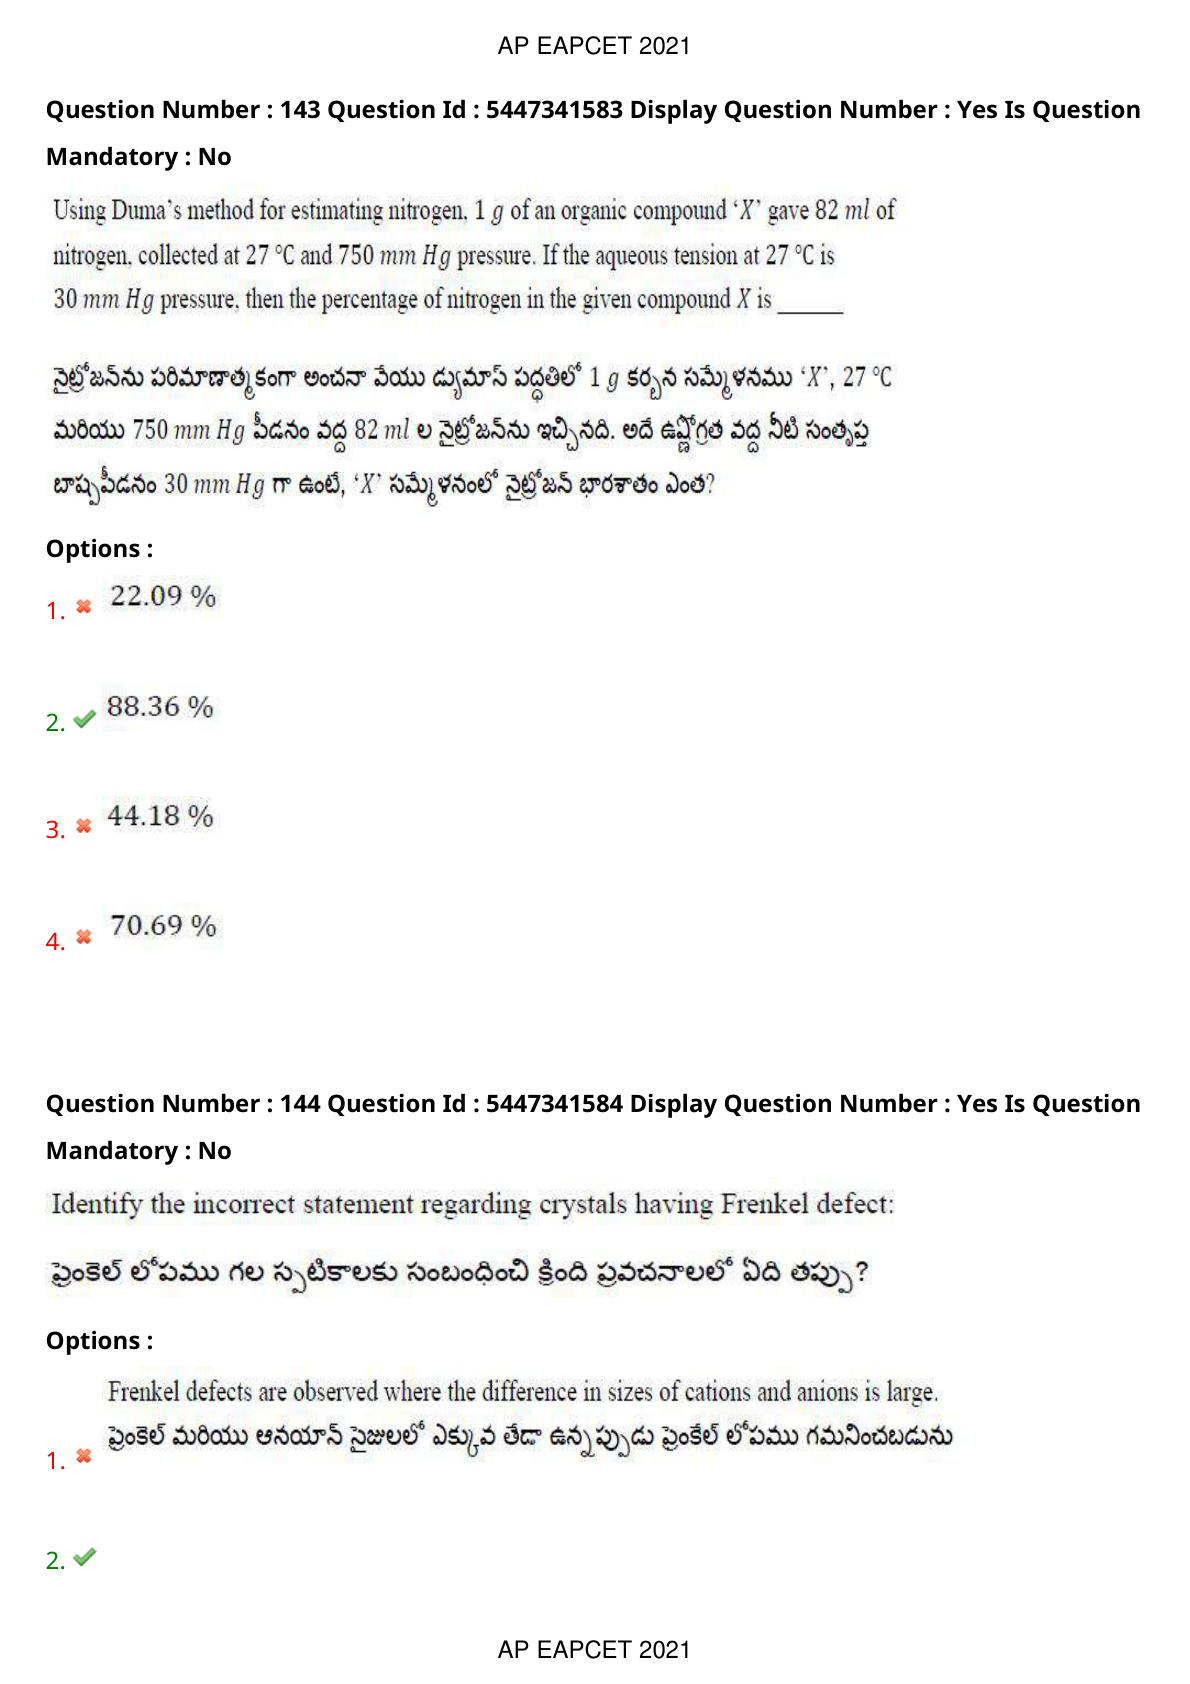 AP EAPCET 2021
Question Number : 143 Question Id : 5447341583 Display Question Number : Yes Is Question
Mandatory : No
Using Duma’s method for estimating nitrogen, 1 g of an organic compound ‘X’ gave 82 ml of
nitrogen, collected at 27 °C and 750 mm Hg pressure. If the aqueous tension at 27 °C is
30 mm Hg pressure, then the percentage of nitrogen in the given compound X is ______
నైట్రోజన్‌ను పరిమాణాత్మకంగా అంచనా వేయు డ్యుమాస్ పద్ధతిలో 1 g కర్బన సమ్మేళనము ‘X’, 27 °C
మరియు 750 mm Hg పీడనం వద్ద 82 ml ల నైట్రోజన్‌ను ఇచ్చినది. అదే ఉష్ణోగ్రత వద్ద నీటి సంతృప్త
బాష్పపీడనం 30 mm Hg గా ఉంటే, ‘X’ సమ్మేళనంలో నైట్రోజన్ భారశాతం ఎంత?
Options :
1. 22.09 %
2. 88.36 %
3. 44.18 %
4. 70.69 %
Question Number : 144 Question Id : 5447341584 Display Question Number : Yes Is Question
Mandatory : No
Identify the incorrect statement regarding crystals having Frenkel defect:
ఫ్రెంకెల్ లోపము గల స్పటికాలకు సంబంధించి క్రింది ప్రవచనాలలో ఏది తప్పు?
Options :
Frenkel defects are observed where the difference in sizes of cations and anions is large.
ఫ్రెంకెల్ మరియు ఆనయాన్ సైజులలో ఎక్కువ తేడా ఉన్నప్పుడు ఫ్రెంకేల్ లోపము గమనించబడును
1.
2.
AP EAPCET 2021